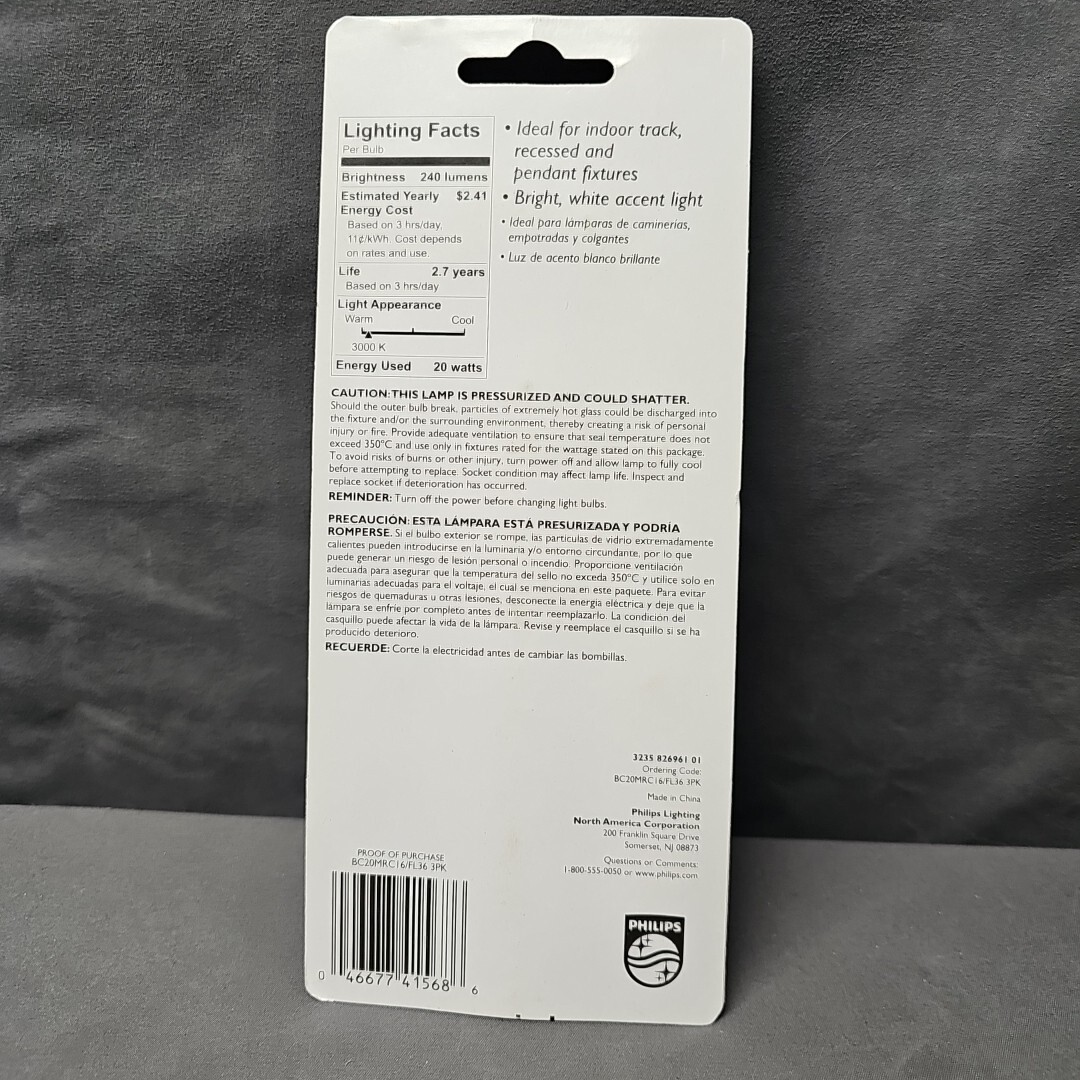 Lighting Facts
Per Bulb
Brightness 240 lumens
Estimated Yearly $2.41
Energy Cost
Based on 3 hrs/day,
11¢/kWh. Cost depends
on rates and use.
Life 2.7 years
Based on 3 hrs/day
Light Appearance
Warm Cool
3000 K
Energy Used 20 watts
• Ideal for indoor track,
recessed and
pendant fixtures
• Bright, white accent light
• Ideal para lámparas de caminerías,
empotradas y colgantes
• Luz de acento blanco brillante
CAUTION: THIS LAMP IS PRESSURIZED AND COULD SHATTER.
Should the outer bulb break, particles of extremely hot glass could be discharged into
the fixture and/or the surrounding environment, thereby creating a risk of personal
injury or fire. Provide adequate ventilation to ensure that seal temperature does not
exceed 350°C and use only in fixtures rated for the wattage stated on this package.
To avoid risks of burns or other injury, turn power off and allow lamp to fully cool
before attempting to replace. Socket condition may affect lamp life. Inspect and
replace socket if deterioration has occurred.
REMINDER: Turn off the power before changing light bulbs.
PRECAUCIÓN: ESTA LÁMPARA ESTÁ PRESURIZADA Y PODRÍA
ROMPERSE. Si el bulbo exterior se rompe, las partículas de vidrio extremadamente
calientes pueden introducirse en la luminaria y/o entorno circundante, por lo que
puede generar un riesgo de lesión personal o incendio. Proporcione ventilación
adecuada para asegurar que la temperatura del sello no exceda 350°C y utilice solo en
luminarias adecuadas para el voltaje, el cual se menciona en este paquete. Para evitar
riesgos de quemaduras u otras lesiones, desconecte la energía eléctrica y deje que la
lámpara se enfríe por completo antes de intentar reemplazarlo. La condición del
casquillo puede afectar la vida de la lámpara. Revise y reemplace el casquillo si se ha
producido deterioro.
RECUERDE: Corte la electricidad antes de cambiar las bombillas.
3235 826961 01
Ordering Code:
BC20MRC16/FL36 3PK
Made in China
Philips Lighting
North America Corporation
200 Franklin Square Drive
Somerset, NJ 08873
Questions or Comments:
1-800-555-0050 or www.philips.com
PROOF OF PURCHASE
BC20MRC16/FL36 3PK
0 46677 41568 6
PHILIPS